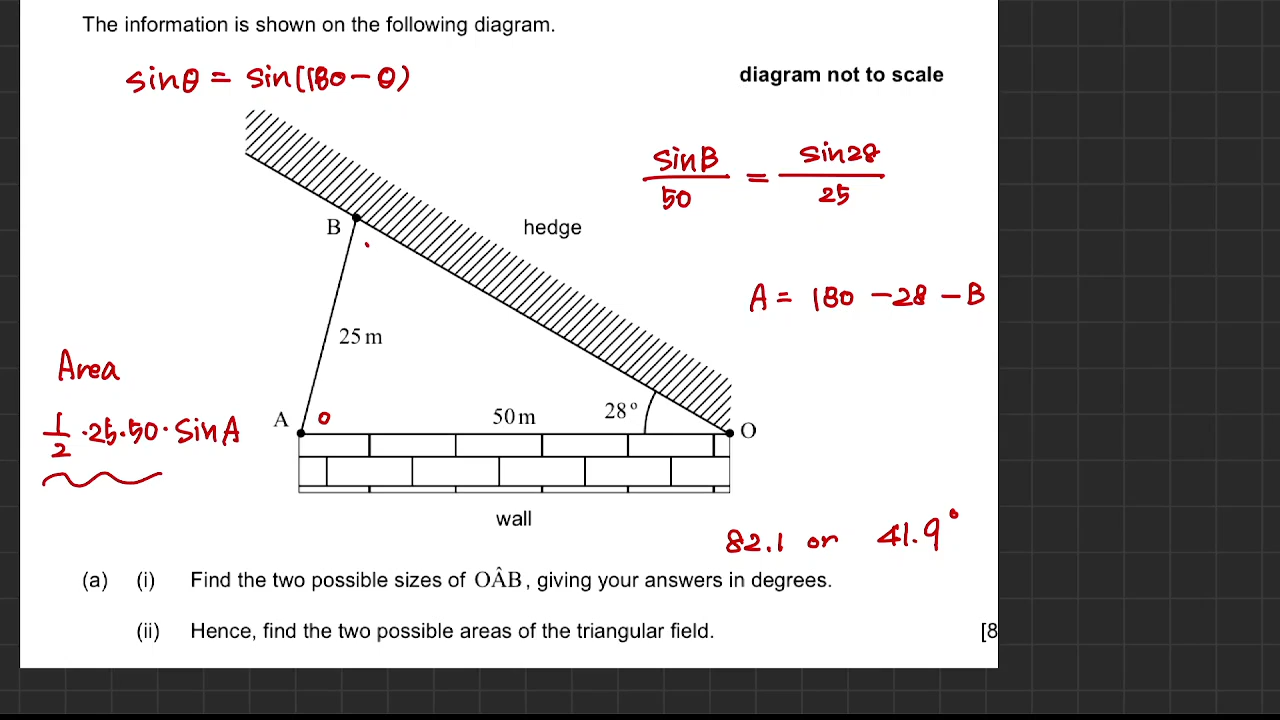 The information is shown on the following diagram.
sinθ = sin(180 - θ)
diagram not to scale
sinB / 50 = sin28 / 25
B
hedge
A = 180 - 28 - B
25 m
Area
A
50 m
28°
O
1/2 · 25 · 50 · sinA
wall
82.1 or 41.9°
(a) (i) Find the two possible sizes of OÂB, giving your answers in degrees.
(ii) Hence, find the two possible areas of the triangular field. [8